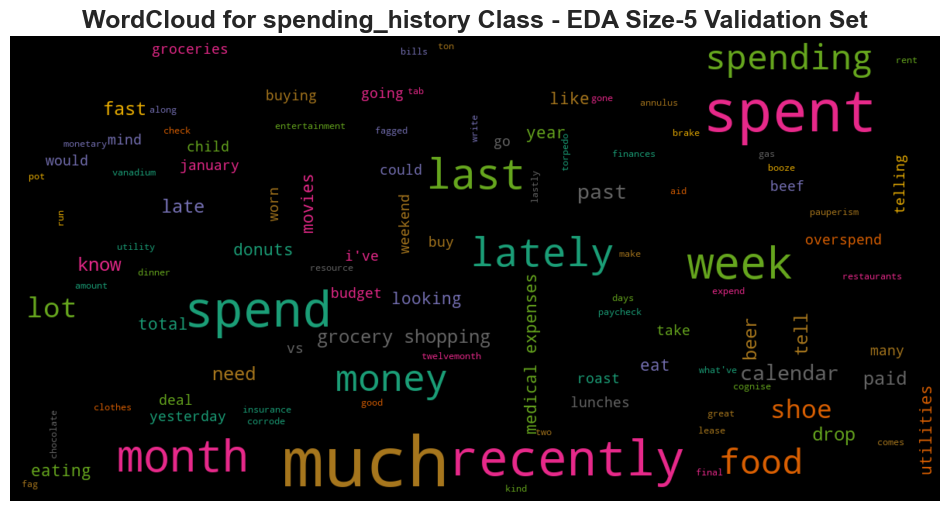 WordCloud for spending_history Class - EDA Size-5 Validation Set
groceries
bills
ton
spending
rent
fast
along
buying
going
tab
like
gone
annulus
spent
monetary
mind
check
child
entertainment
fagged
write
go
year
torpedo
brake
would
january
could
last
lastly
finances
gas
booze
telling
pot
vanadium
worn
movies
past
aid
beef
run
late
weekend
pauperism
know
utility
donuts
i've
buy
lately
make
week
overspend
amount
dinner
resource
restaurants
lot
spend
budget
looking
medical expenses
days
paycheck
expend
total
grocery shopping
vs
twelvemonth
take
beer
tell
many
need
money
roast
eat
what've
cognise
calendar
paid
clothes
deal
yesterday
insurance
corrode
good
lunches
two
great
lease
shoe
drop
comes
utilities
chocolate
eating
fag
month
much
recently
kind
final
food